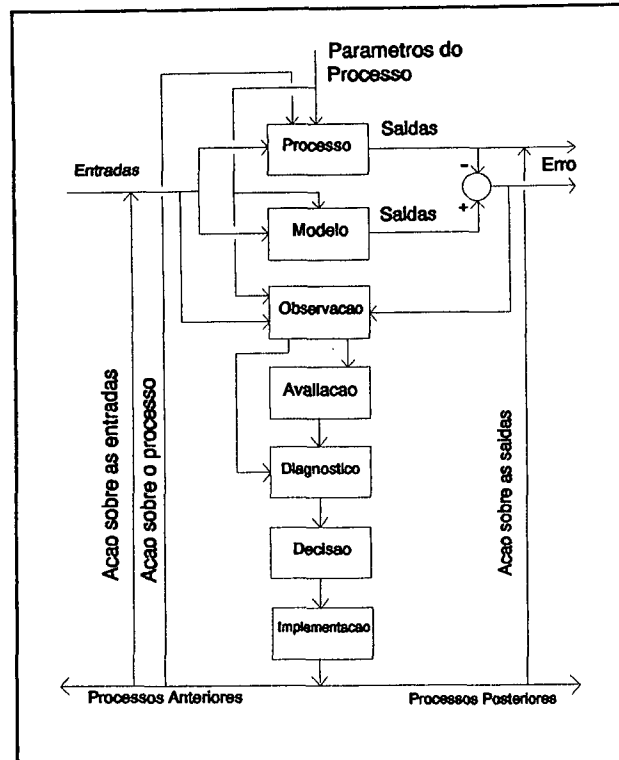 Parametros do
Processo
Saidas
Processo
Entradas
-
Erro
Saidas
+
Modelo
Observacao
Avaliacao
Acao sobre as entradas
Acao sobre o processo
Diagnostico
Acao sobre as saidas
Decisao
Implementacao
Processos Anteriores
Processos Posteriores